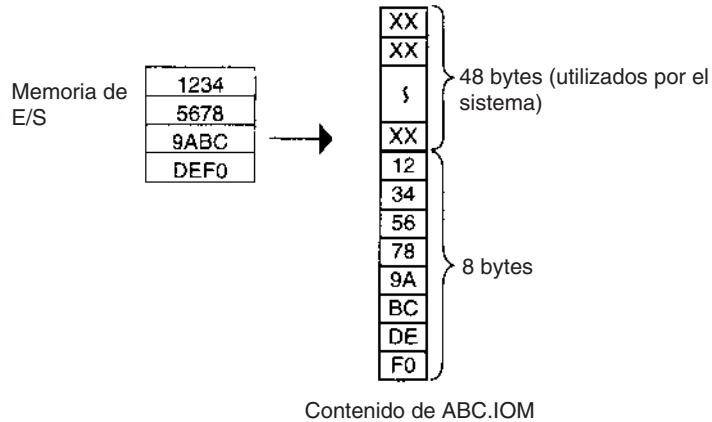 Memoria de
E/S
1234
5678
9ABC
DEF0
XX
XX
XX
12
34
56
78
9A
BC
DE
F0
48 bytes (utilizados por el
sistema)
8 bytes
Contenido de ABC.IOM